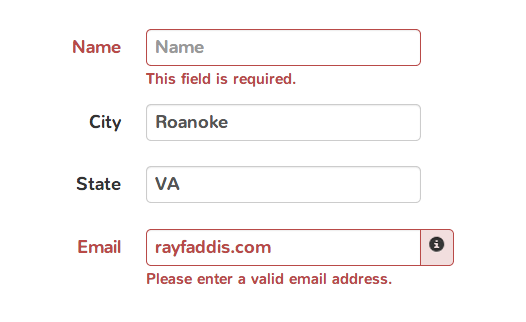 Name Name
This field is required.
City Roanoke
State VA
Email rayfaddis.com
Please enter a valid email address.